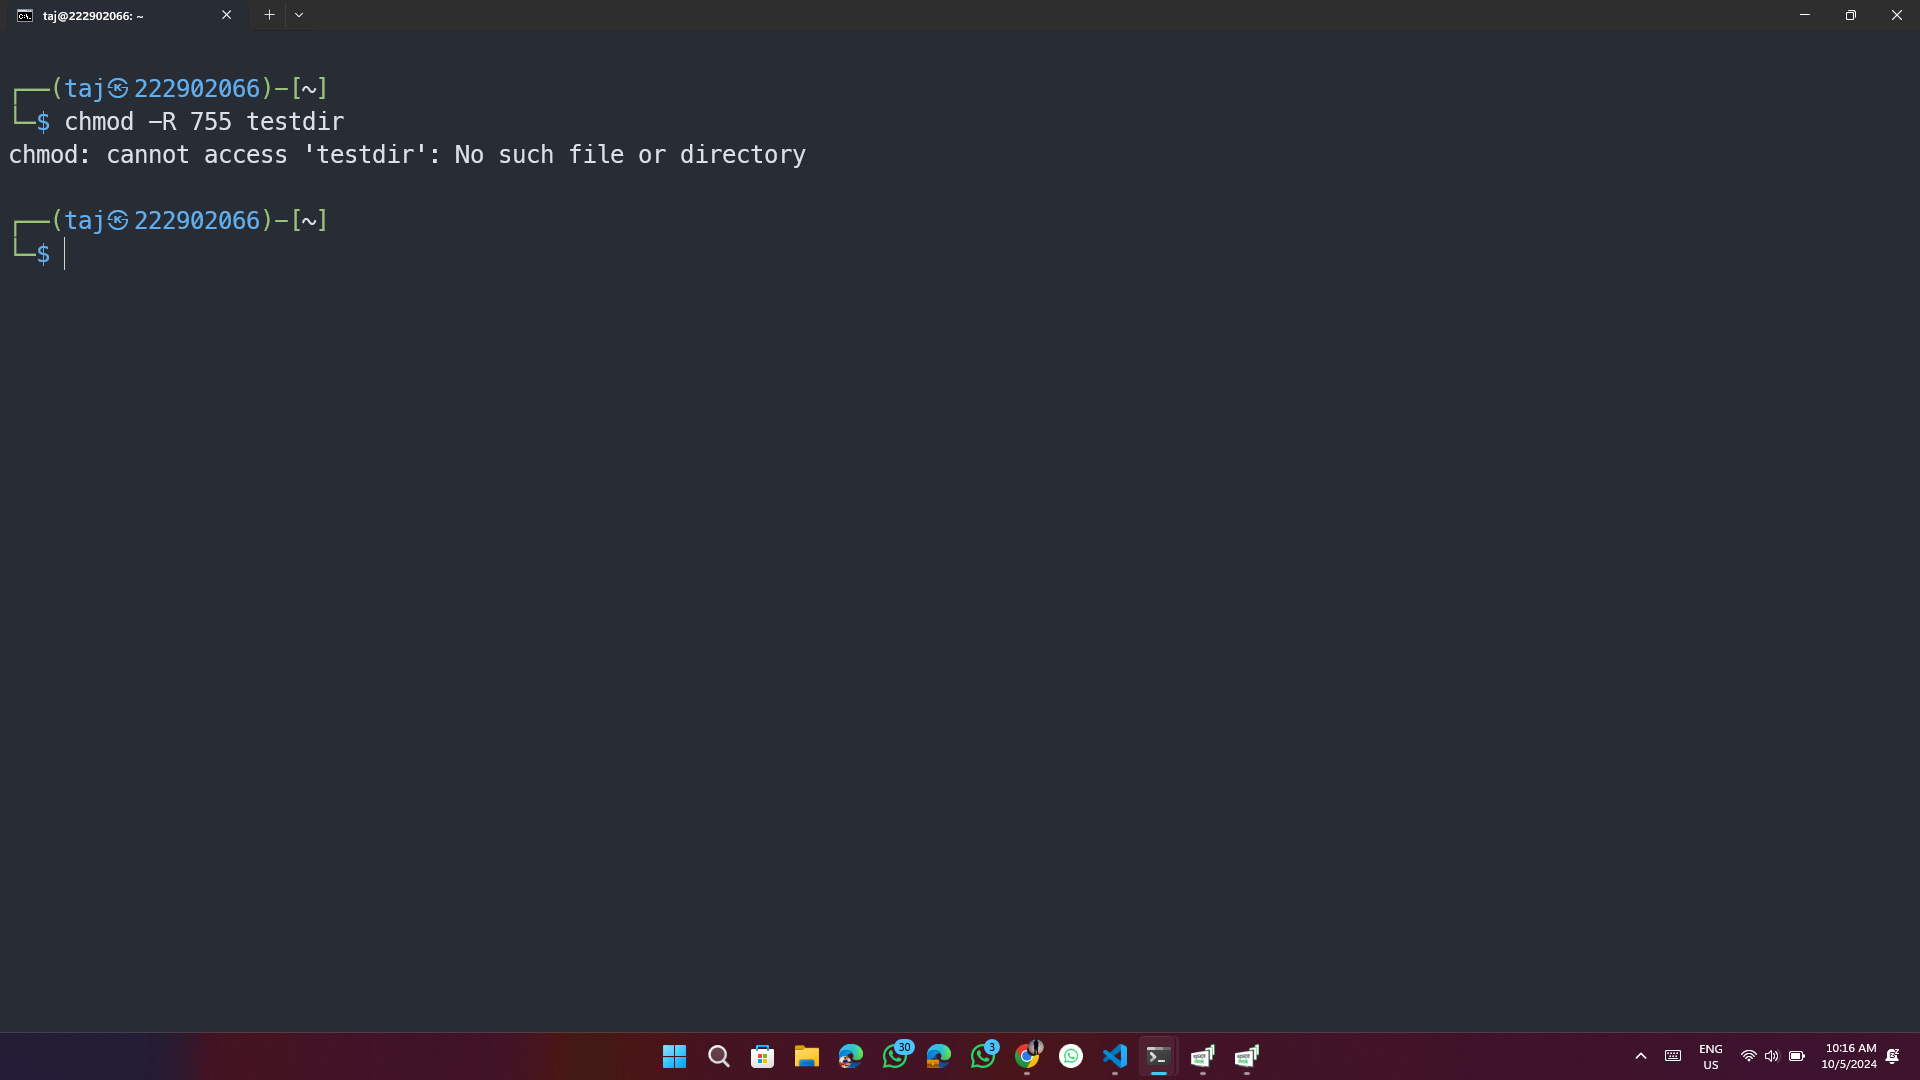 taj@222902066: ~
┌──(taj㉿222902066)-[~]
└─$ chmod -R 755 testdir
chmod: cannot access 'testdir': No such file or directory
┌──(taj㉿222902066)-[~]
└─$
30
3
ENG
US
10:16 AM
10/5/2024